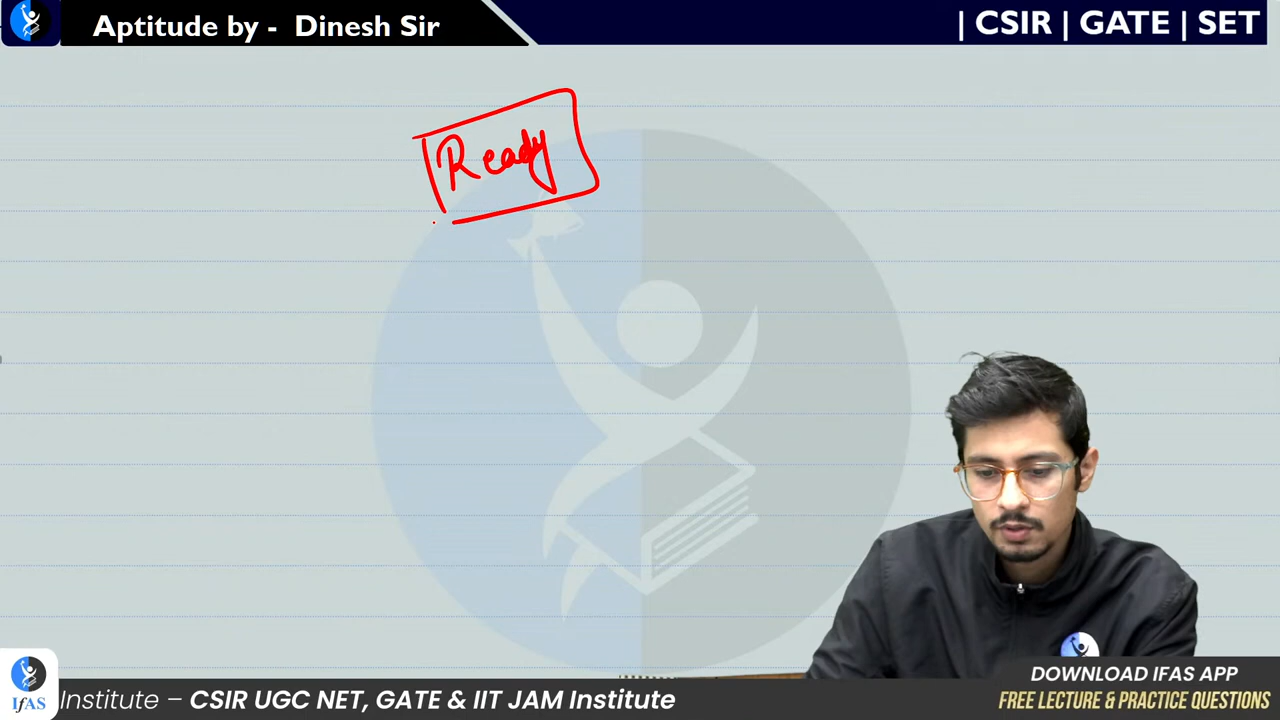 Aptitude by - Dinesh Sir
| CSIR | GATE | SET
Ready
IfAS
Institute – CSIR UGC NET, GATE & IIT JAM Institute
DOWNLOAD IFAS APP
FREE LECTURE & PRACTICE QUESTIONS